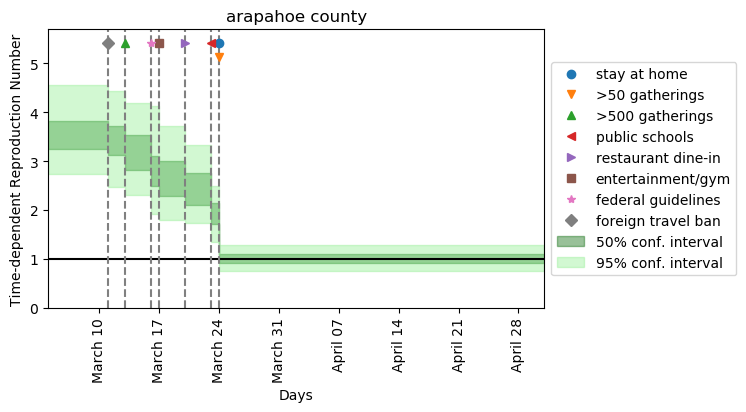 arapahoe county
Time-dependent Reproduction Number
5
4
3
2
1
0
March 10
March 17
March 24
March 31
April 07
April 14
April 21
April 28
Days
stay at home
>50 gatherings
>500 gatherings
public schools
restaurant dine-in
entertainment/gym
federal guidelines
foreign travel ban
50% conf. interval
95% conf. interval